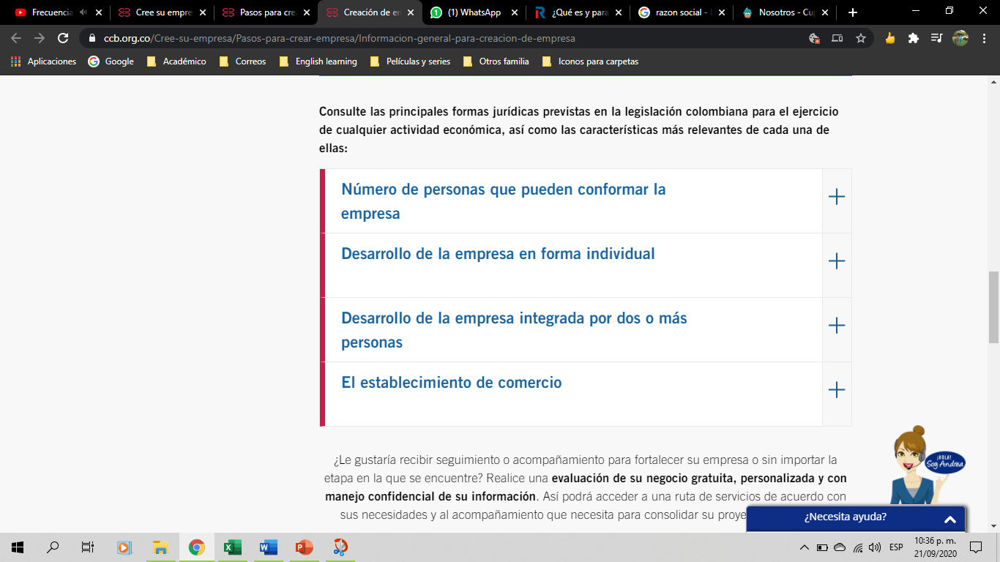 Frecuencia
Cree su empre
Pasos para cre
Creación de en
(1) WhatsApp
¿Qué es y para
razon social -
Nosotros - Cu
ccb.org.co/Cree-su-empresa/Pasos-para-crear-empresa/Informacion-general-para-creacion-de-empresa
Aplicaciones
Google
Académico
Correos
English learning
Películas y series
Otros familia
Iconos para carpetas
Consulte las principales formas jurídicas previstas en la legislación colombiana para el ejercicio
de cualquier actividad económica, así como las características más relevantes de cada una de
ellas:
Número de personas que pueden conformar la
empresa
Desarrollo de la empresa en forma individual
Desarrollo de la empresa integrada por dos o más
personas
El establecimiento de comercio
¿Le gustaría recibir seguimiento o acompañamiento para fortalecer su empresa o sin importar la
etapa en la que se encuentre? Realice una evaluación de su negocio gratuita, personalizada y con
manejo confidencial de su información. Así podrá acceder a una ruta de servicios de acuerdo con
sus necesidades y al acompañamiento que necesita para consolidar su proye
¡HOLA!
Soy Andrea
¿Necesita ayuda?
ESP
10:36 p. m.
21/09/2020